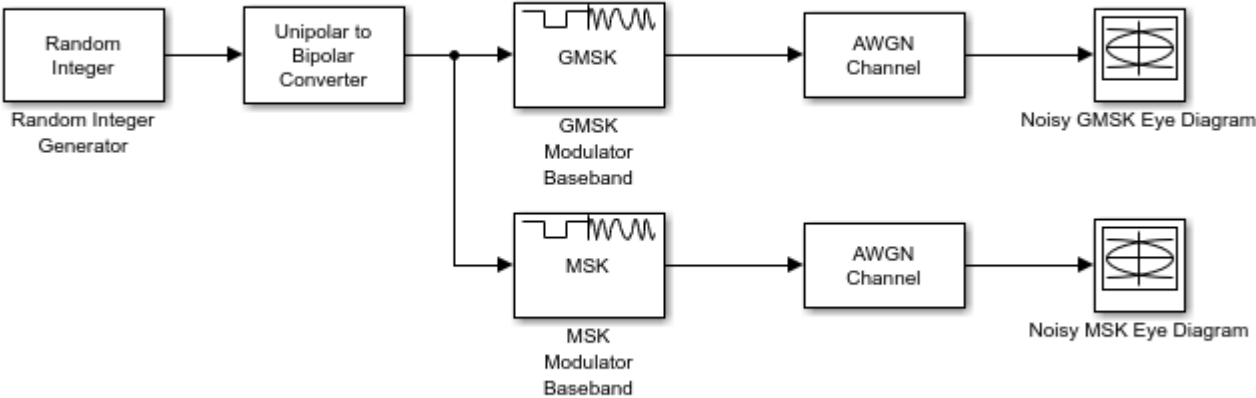 Random
Integer
Random Integer
Generator
Unipolar to
Bipolar
Converter
GMSK
GMSK
Modulator
Baseband
AWGN
Channel
Noisy GMSK Eye Diagram
MSK
MSK
Modulator
Baseband
AWGN
Channel
Noisy MSK Eye Diagram